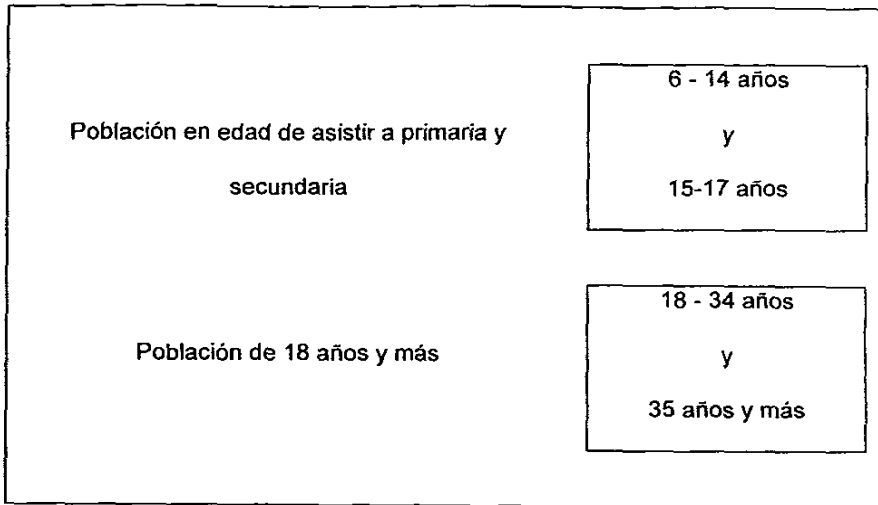 Población en edad de asistir a primaria y
secundaria
6 - 14 años
y
15-17 años
Población de 18 años y más
18 - 34 años
y
35 años y más